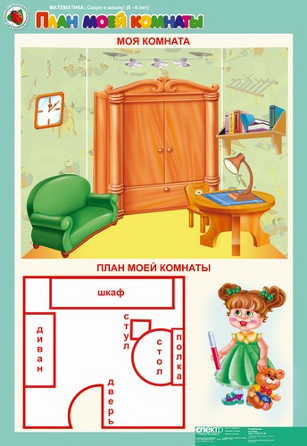 МАТЕМАТИКА: Скоро в школу! (5 - 6 лет)
ПЛАН МОЕЙ КОМНАТЫ
МОЯ КОМНАТА
ПЛАН МОЕЙ КОМНАТЫ
шкаф
диван
стул
стол
полка
дверь
спектр